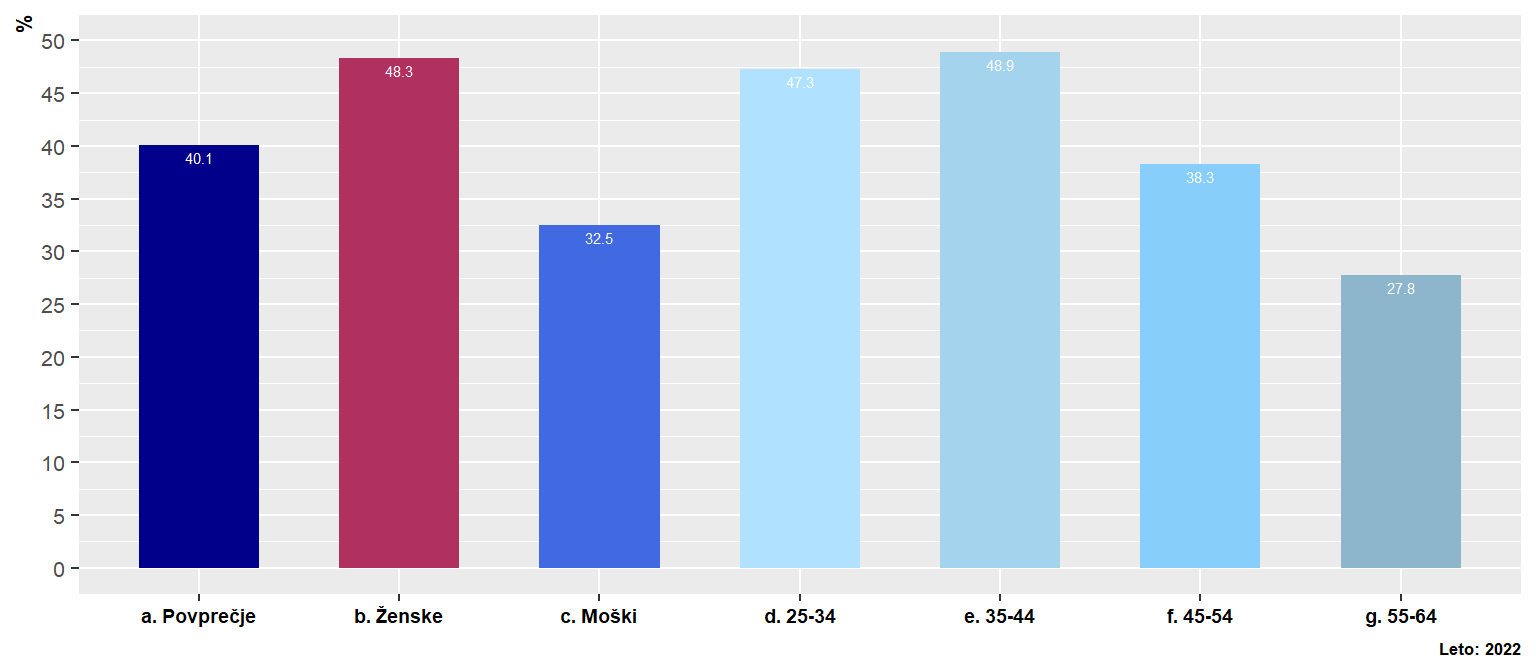 %
50
45
40
35
30
25
20
15
10
5
0
40.1
48.3
32.5
47.3
48.9
38.3
27.8
a. Povprečje
b. Ženske
c. Moški
d. 25-34
e. 35-44
f. 45-54
g. 55-64
Leto: 2022